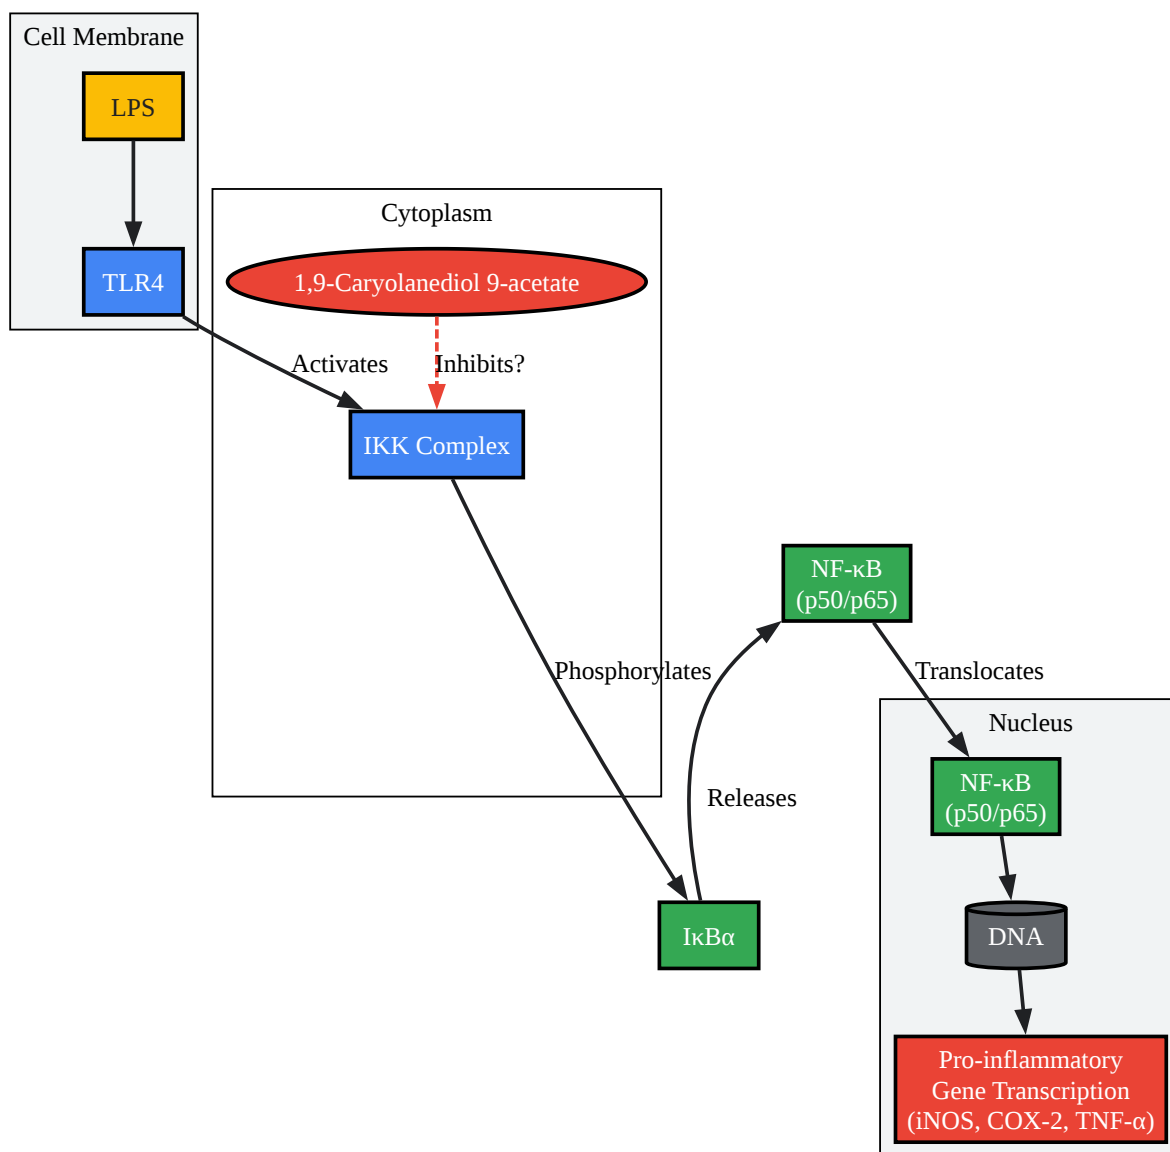 Cell Membrane
LPS
TLR4
Cytoplasm
1,9-Caryolanediol 9-acetate
Activates
Inhibits?
IKK Complex
NF-κB
(p50/p65)
Phosphorylates
Translocates
Nucleus
NF-κB
(p50/p65)
Releases
IκBα
DNA
Pro-inflammatory
Gene Transcription
(iNOS, COX-2, TNF-α)